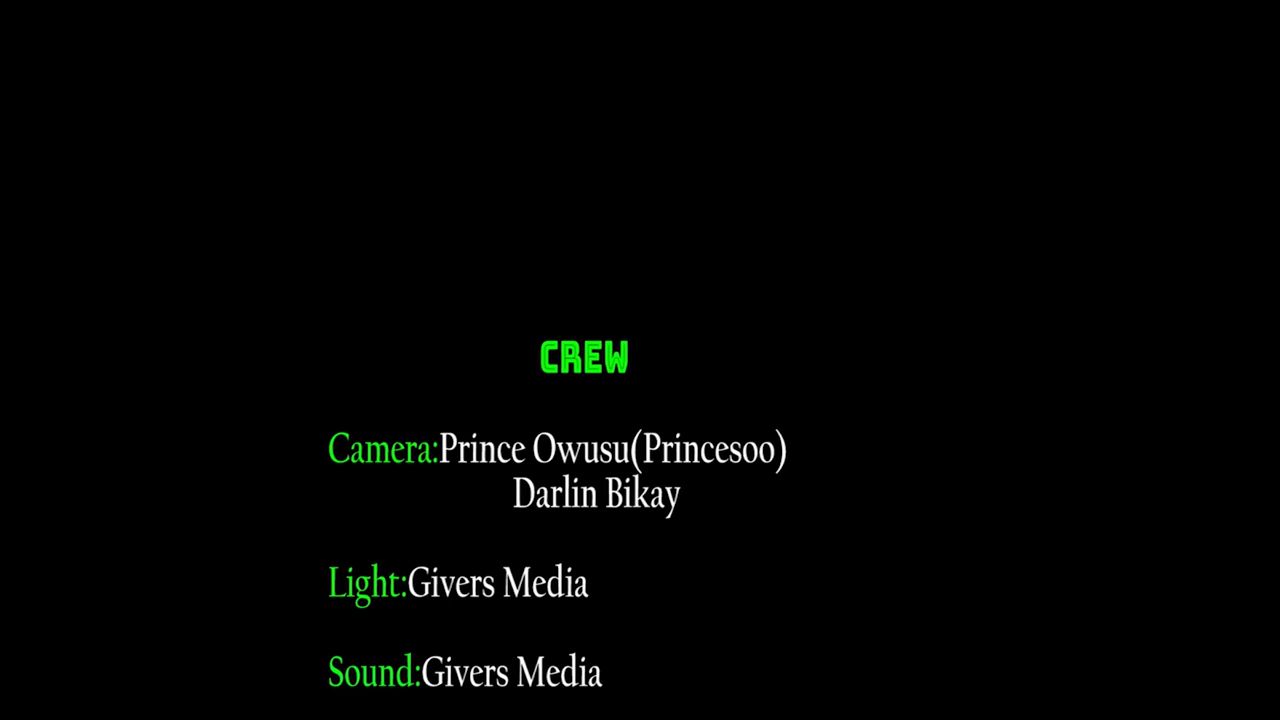 CREW
Camera:Prince Owusu(Princesoo)
Darlin Bikay
Light:Givers Media
Sound:Givers Media